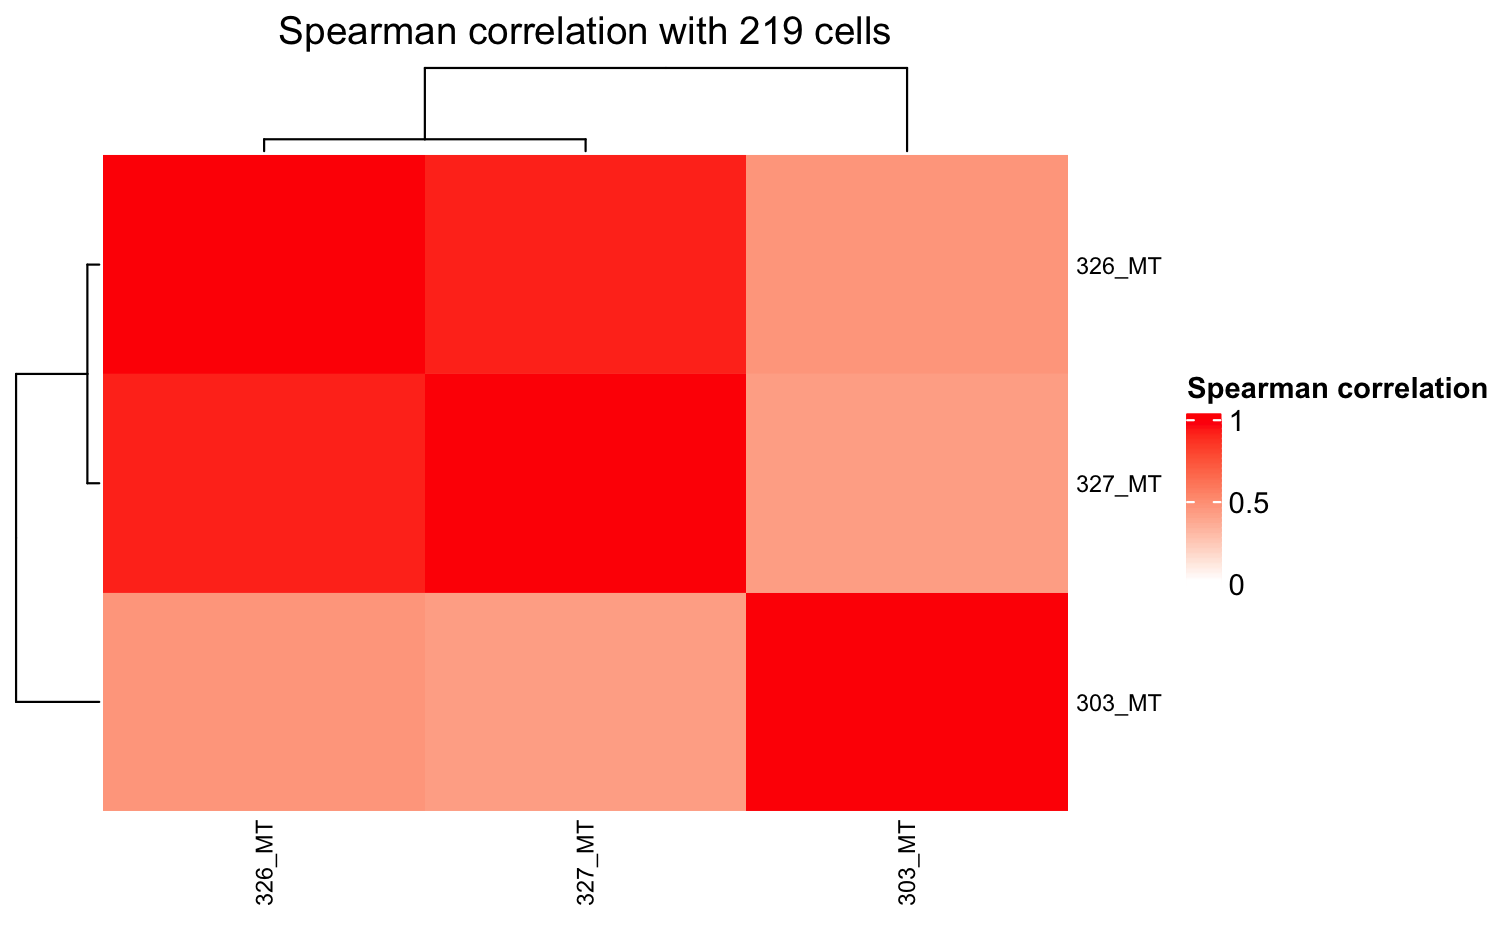 Spearman correlation with 219 cells
326_MT
327_MT
303_MT
Spearman correlation
1
0.5
0
326_MT
327_MT
303_MT